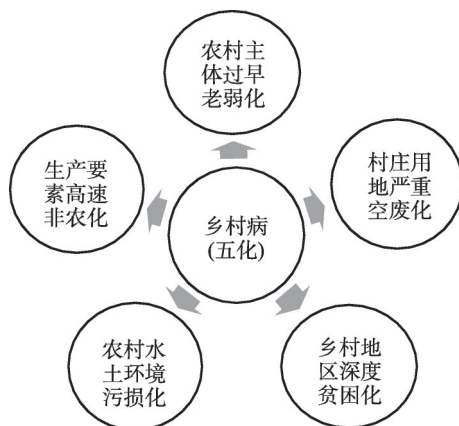 农村主
体过早
老弱化
生产要
素高速
非农化
村庄用
地严重
空废化
乡村病
(五化)
农村水
土环境
污损化
乡村地
区深度
贫困化